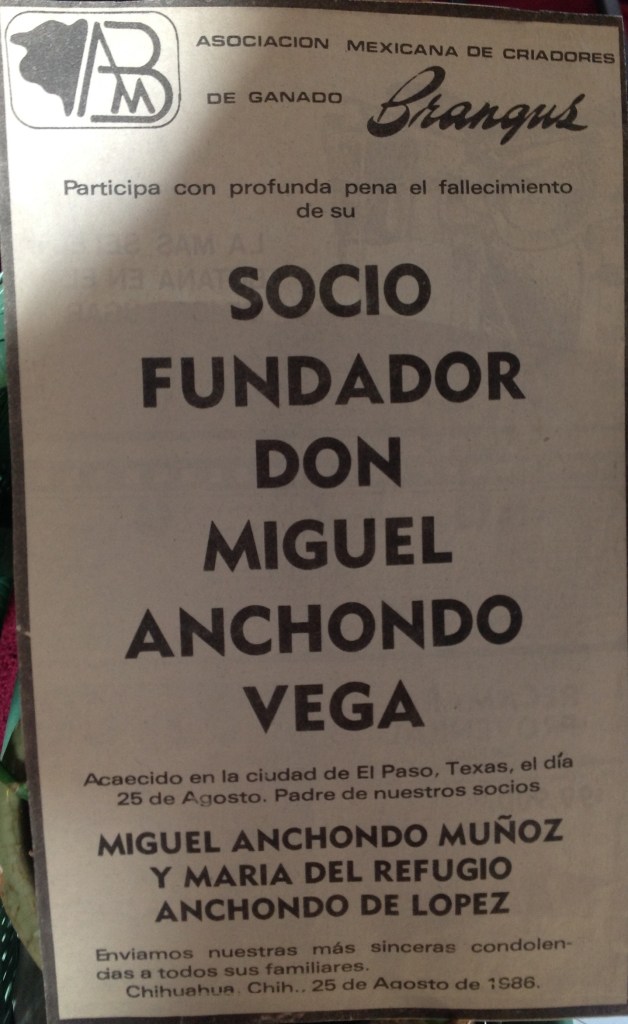 ABM
ASOCIACION MEXICANA DE CRIADORES
DE GANADO Brangus
Participa con profunda pena el fallecimiento
de su
SOCIO
FUNDADOR
DON
MIGUEL
ANCHONDO
VEGA
Acaecido en la ciudad de El Paso, Texas, el día
25 de Agosto. Padre de nuestros socios
MIGUEL ANCHONDO MUÑOZ
Y MARIA DEL REFUGIO
ANCHONDO DE LOPEZ
Enviamos nuestras más sinceras condolen-
cias a todos sus familiares.
Chihuahua, Chih., 25 de Agosto de 1986.